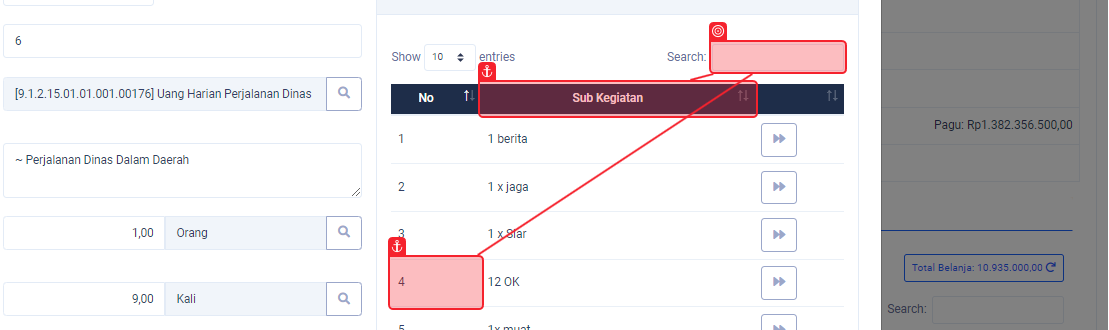 6
[9.1.2.15.01.01.001.00176] Uang Harian Perjalanan Dinas
~ Perjalanan Dinas Dalam Daerah
1,00 Orang
9,00 Kali
Show 10 entries
Search:
No Sub Kegiatan
1 1 berita
2 1 x jaga
3 1 x Siar
4 12 OK
5 1x muat
Pagu: Rp1.382.356.500,00
Total Belanja: 10.935.000,00
Search: